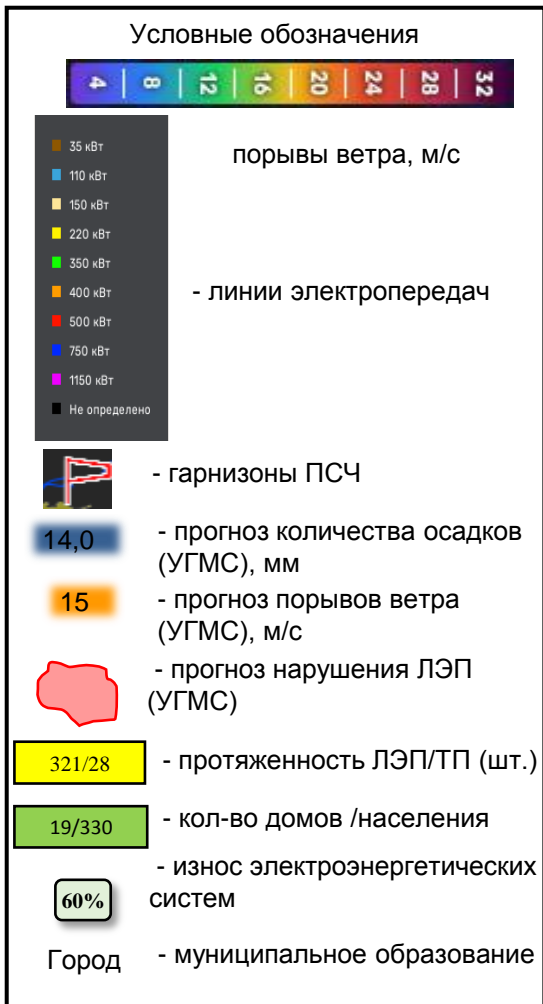 Условные обозначения
4 8 12 16 20 24 28 32
порывы ветра, м/с
35 кВт
110 кВт
150 кВт
220 кВт
350 кВт
400 кВт
500 кВт
750 кВт
1150 кВт
Не определено
- линии электропередач
- гарнизоны ПСЧ
14,0
- прогноз количества осадков
(УГМС), мм
15
- прогноз порывов ветра
(УГМС), м/с
- прогноз нарушения ЛЭП
(УГМС)
321/28
- протяженность ЛЭП/ТП (шт.)
19/330
- кол-во домов /населения
- износ электроэнергетических
60% систем
Город - муниципальное образование